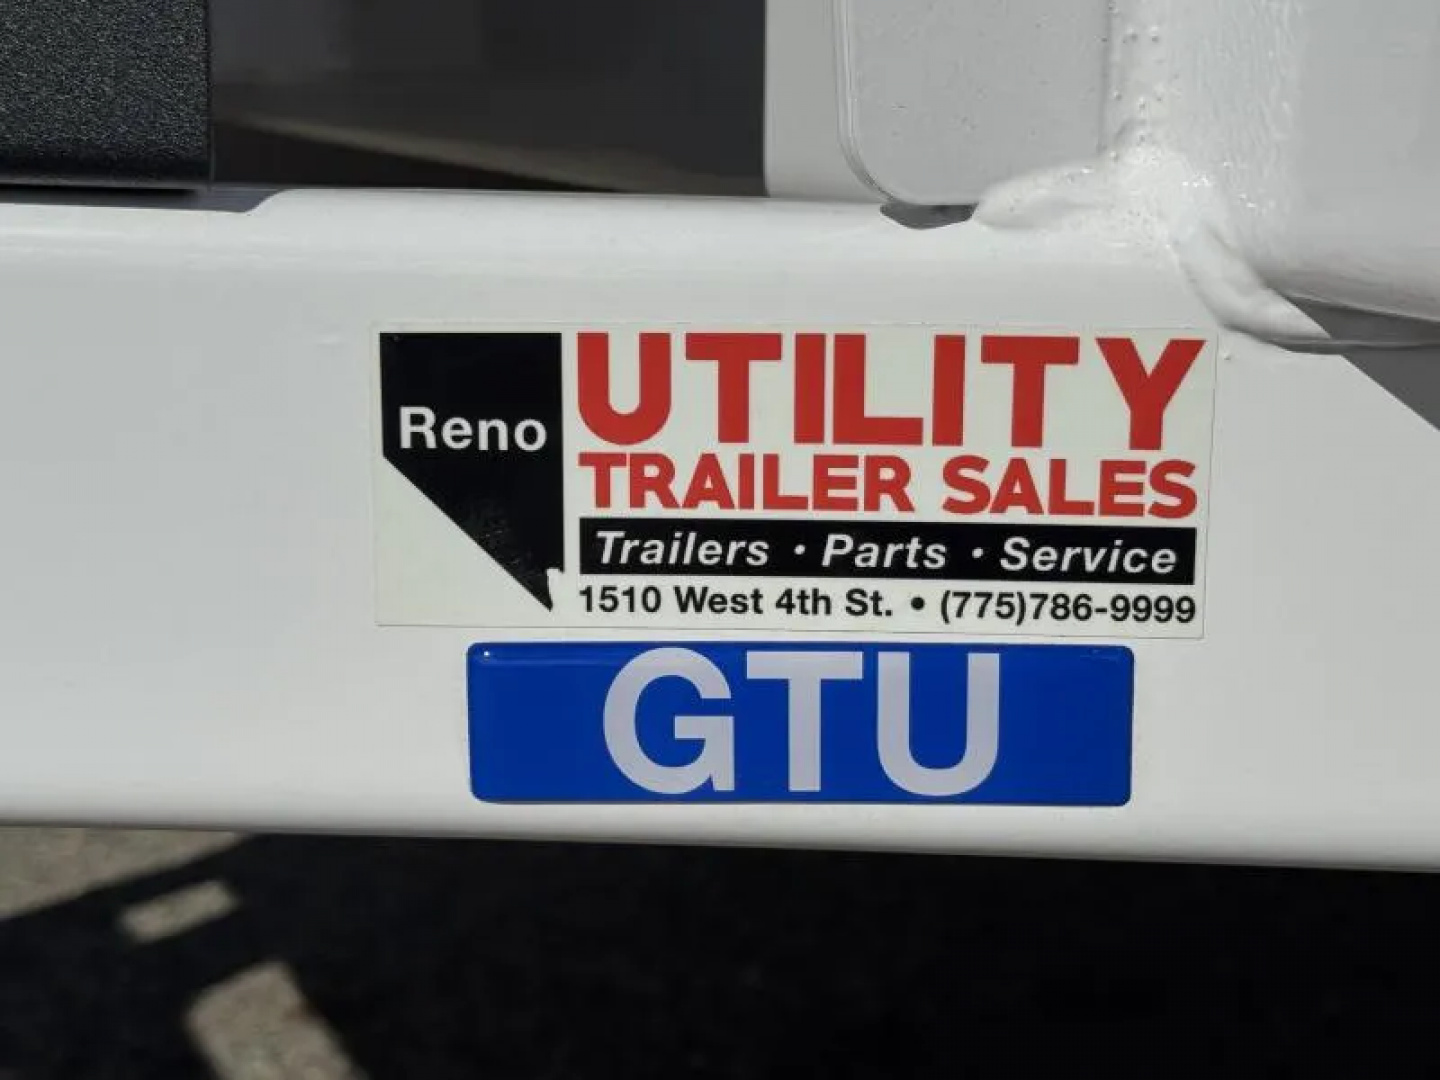 Reno
UTILITY
TRAILER SALES
Trailers · Parts · Service
1510 West 4th St. • (775)786-9999
GTU